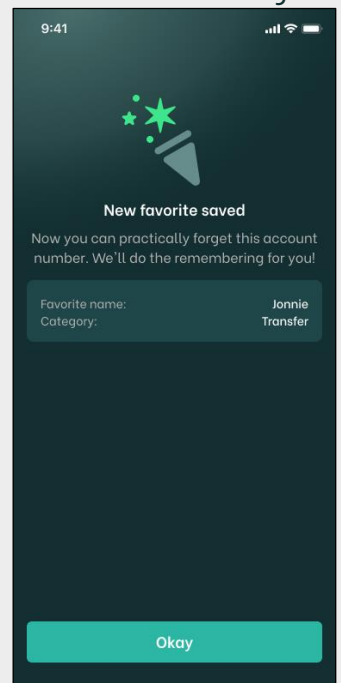 9:41
New favorite saved
Now you can practically forget this account
number. We'll do the remembering for you!
Favorite name: Jonnie
Category: Transfer
Okay